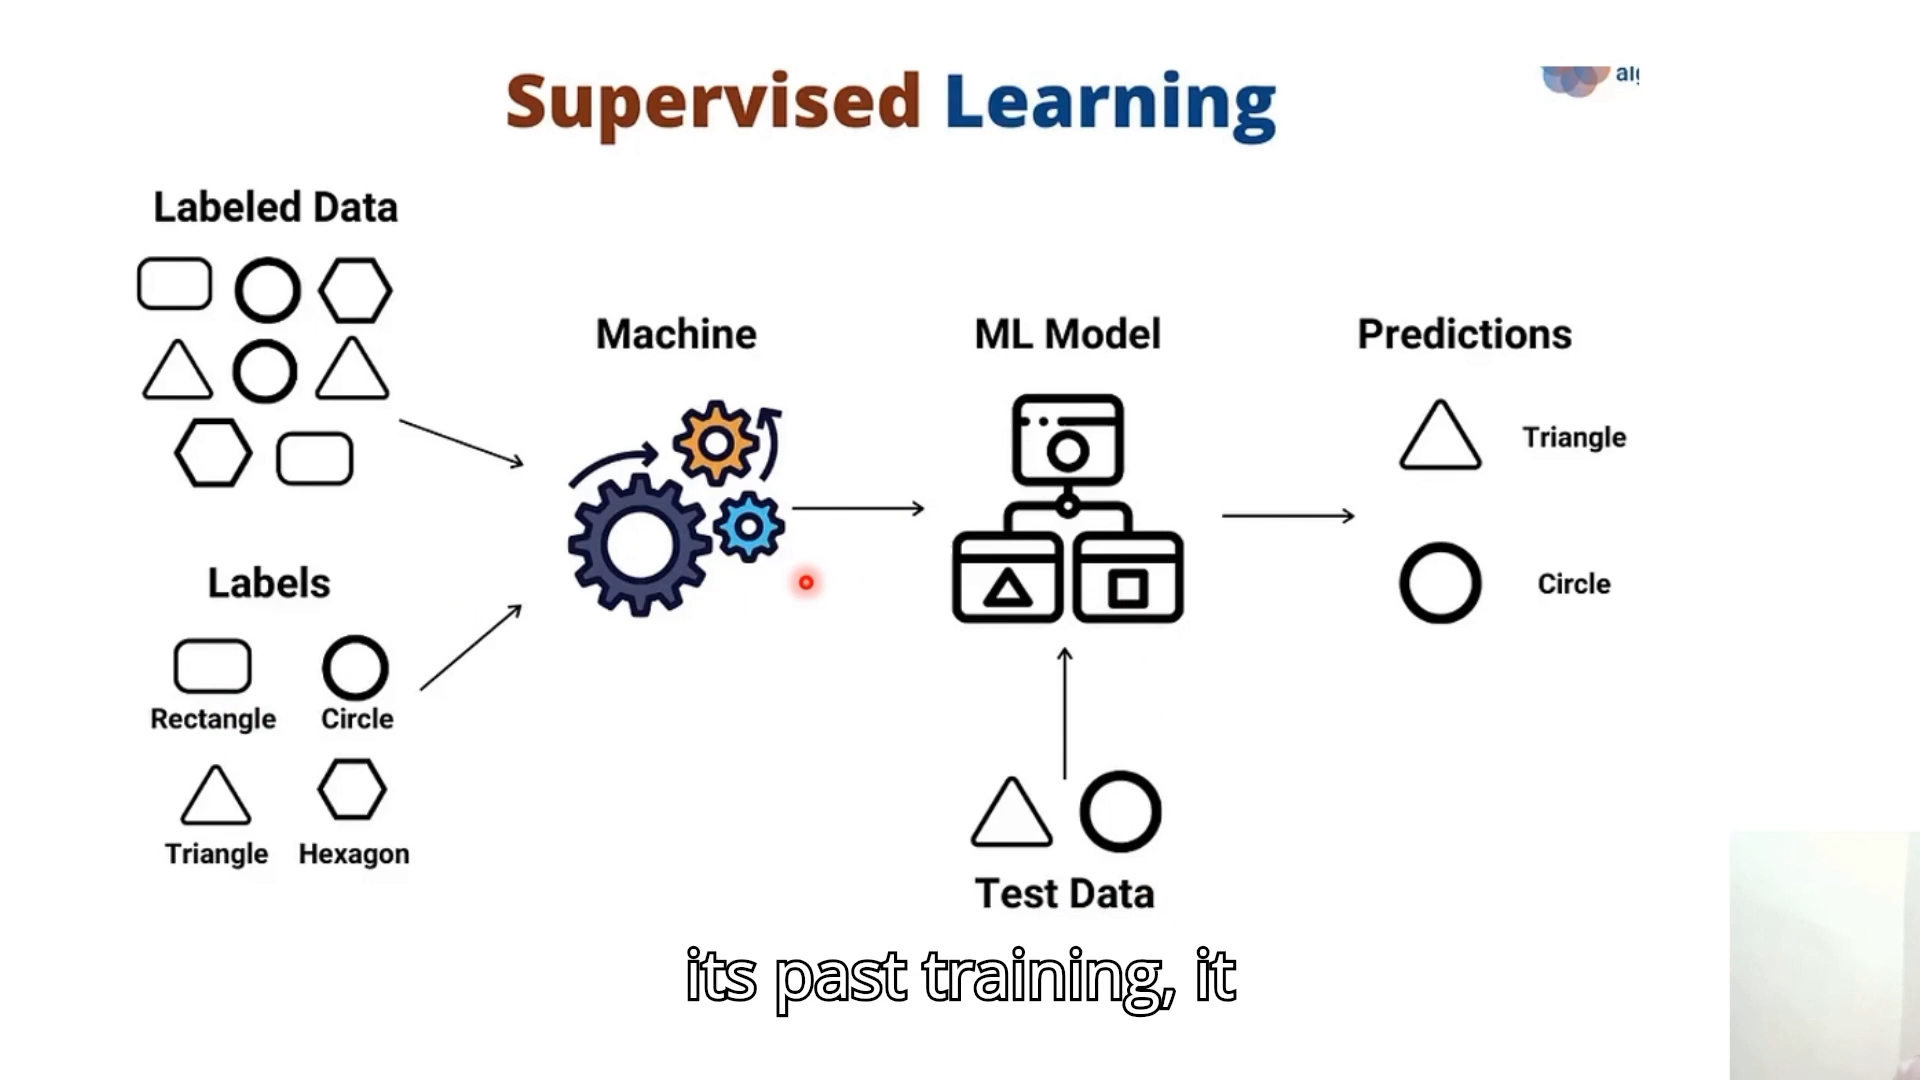 Supervised Learning
Labeled Data
Machine
ML Model
Predictions
Triangle
Circle
Labels
Rectangle
Circle
Triangle
Hexagon
Test Data
its past training, it